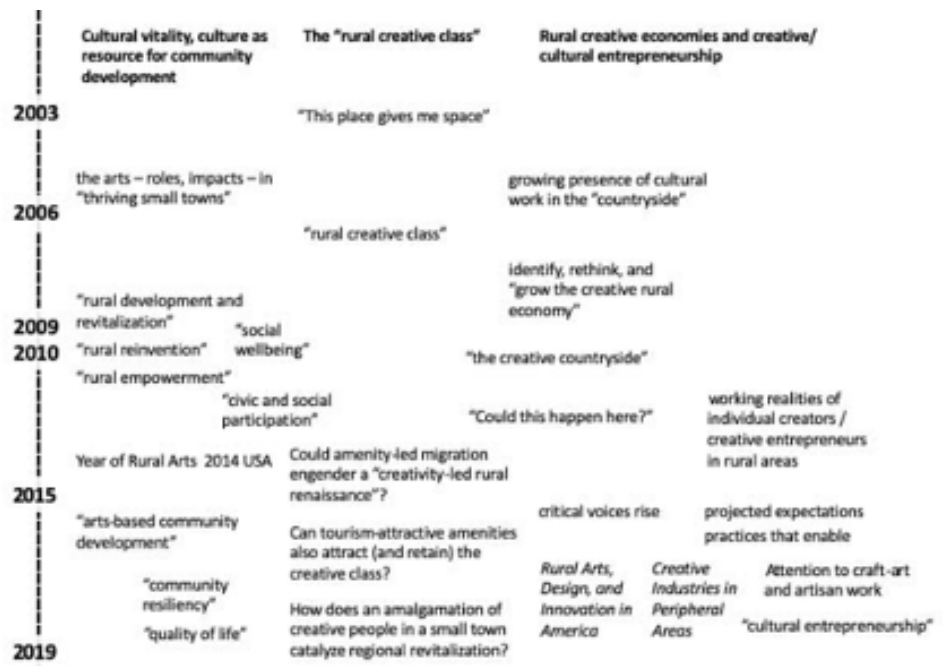 Cultural vitality, culture as
resource for community
development
The "rural creative class"
Rural creative economies and creative/
cultural entrepreneurship
2003
"This place gives me space"
the arts – roles, impacts – in
"thriving small towns"
growing presence of cultural
work in the "countryside"
2006
"rural creative class"
identify, rethink, and
"grow the creative rural
economy"
"rural development and
revitalization"
2009
"social
wellbeing"
2010
"rural reinvention"
"the creative countryside"
"rural empowerment"
"civic and social
participation"
"Could this happen here?"
working realities of
individual creators /
creative entrepreneurs
in rural areas
Year of Rural Arts 2014 USA
Could amenity-led migration
engender a "creativity-led rural
renaissance"?
2015
critical voices rise
projected expectations
practices that enable
"arts-based community
development"
Can tourism-attractive amenities
also attract (and retain) the
creative class?
Rural Arts,
Design, and
Innovation in
America
Creative
Industries in
Peripheral
Areas
Attention to craft-art
and artisan work
"community
resiliency"
"quality of life"
How does an amalgamation of
creative people in a small town
catalyze regional revitalization?
"cultural entrepreneurship"
2019